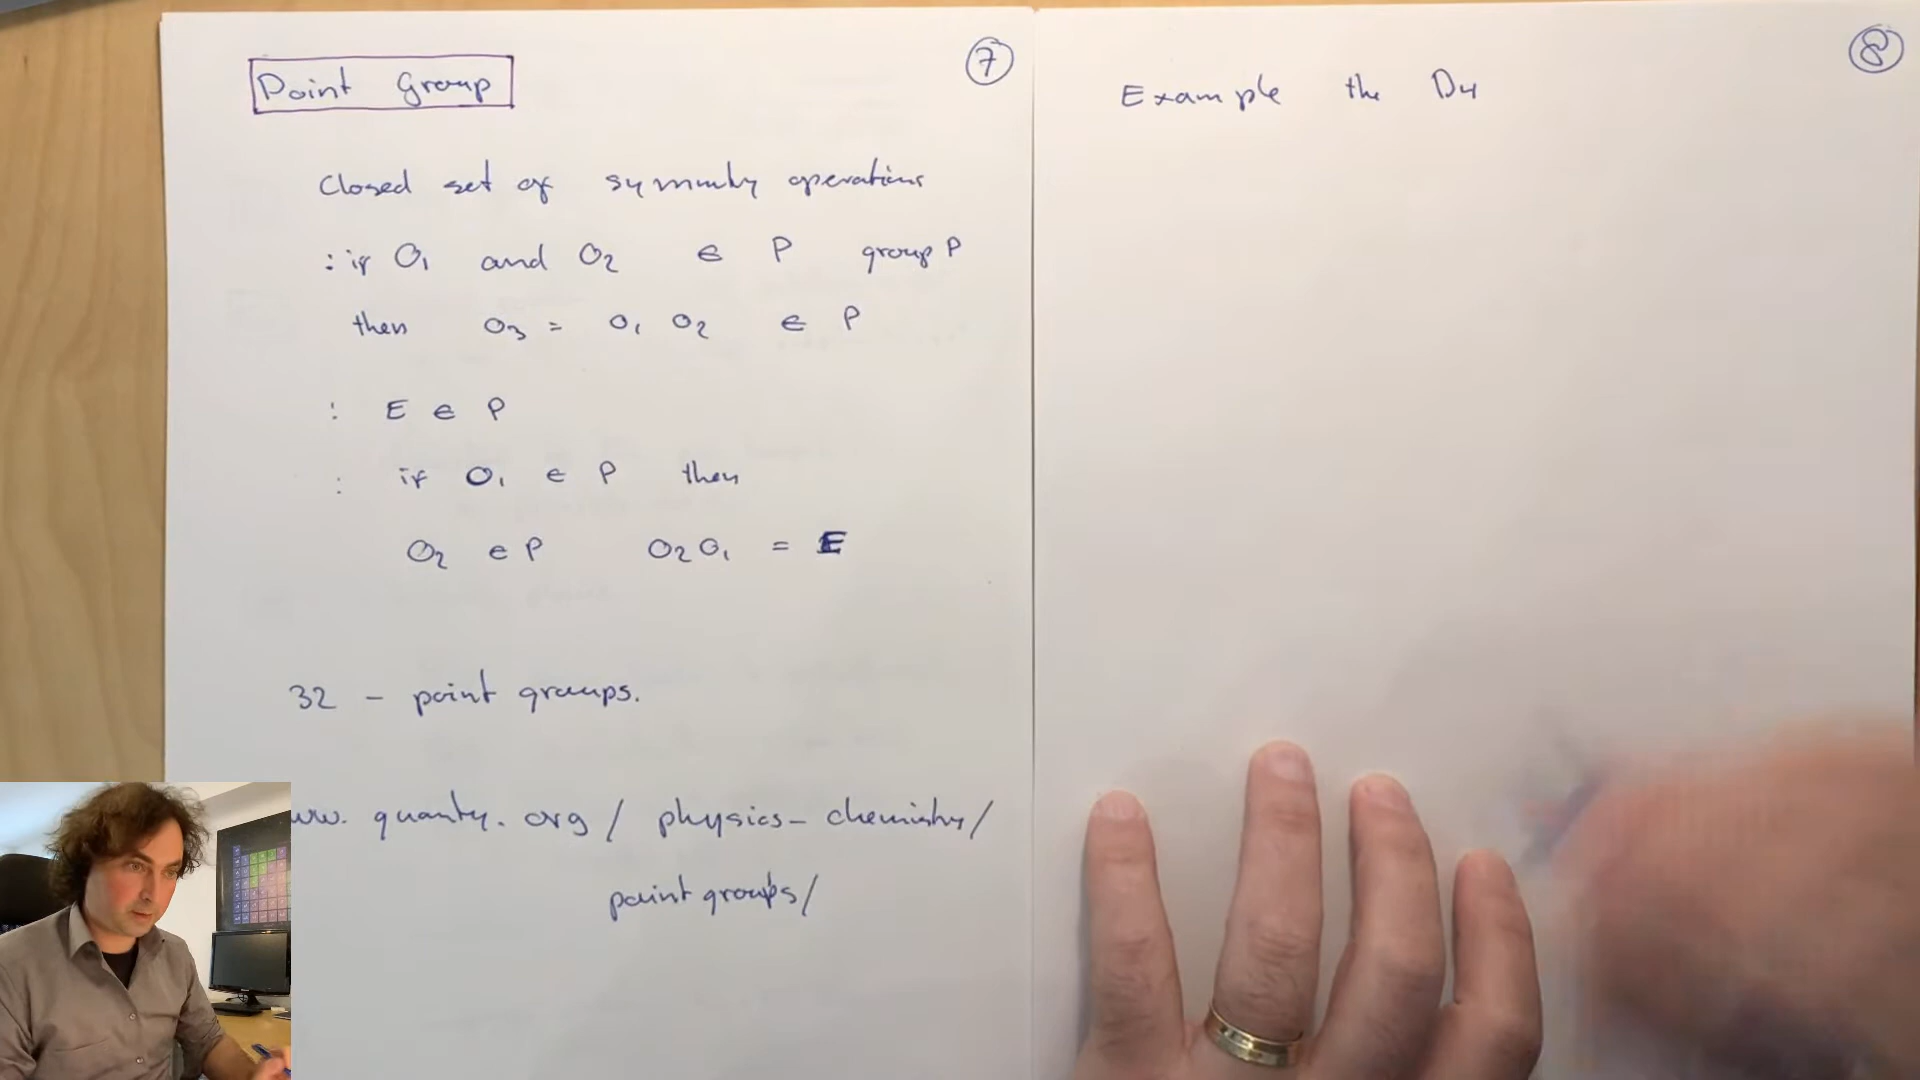 Point Group
7
Closed set of symmetry operations
: if O1 and O2 ∈ P group P
then O3 = O1 O2 ∈ P
: E ∈ P
: if O1 ∈ P then
O2 ∈ P O2 O1 = E
32 - point groups.
ww. quanty.org / physics-chemistry/
point groups/
8
Example the D4